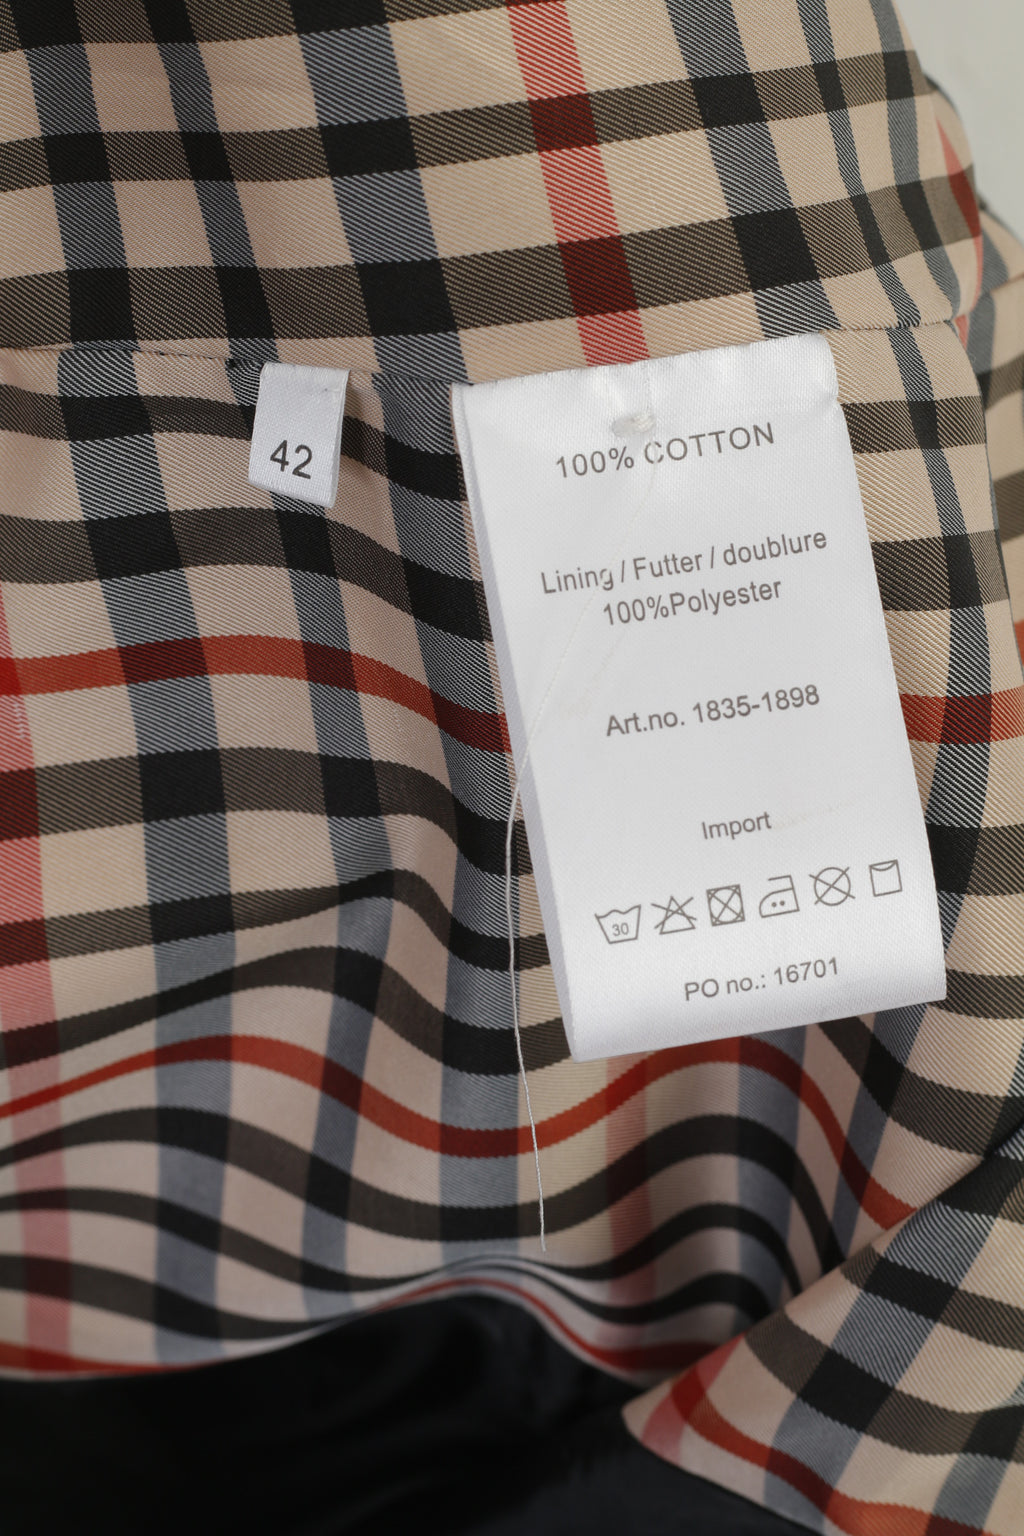 42
100% COTTON
Lining / Futter / doublure
100%Polyester
Art.no. 1835-1898
Import
30
PO no.: 16701